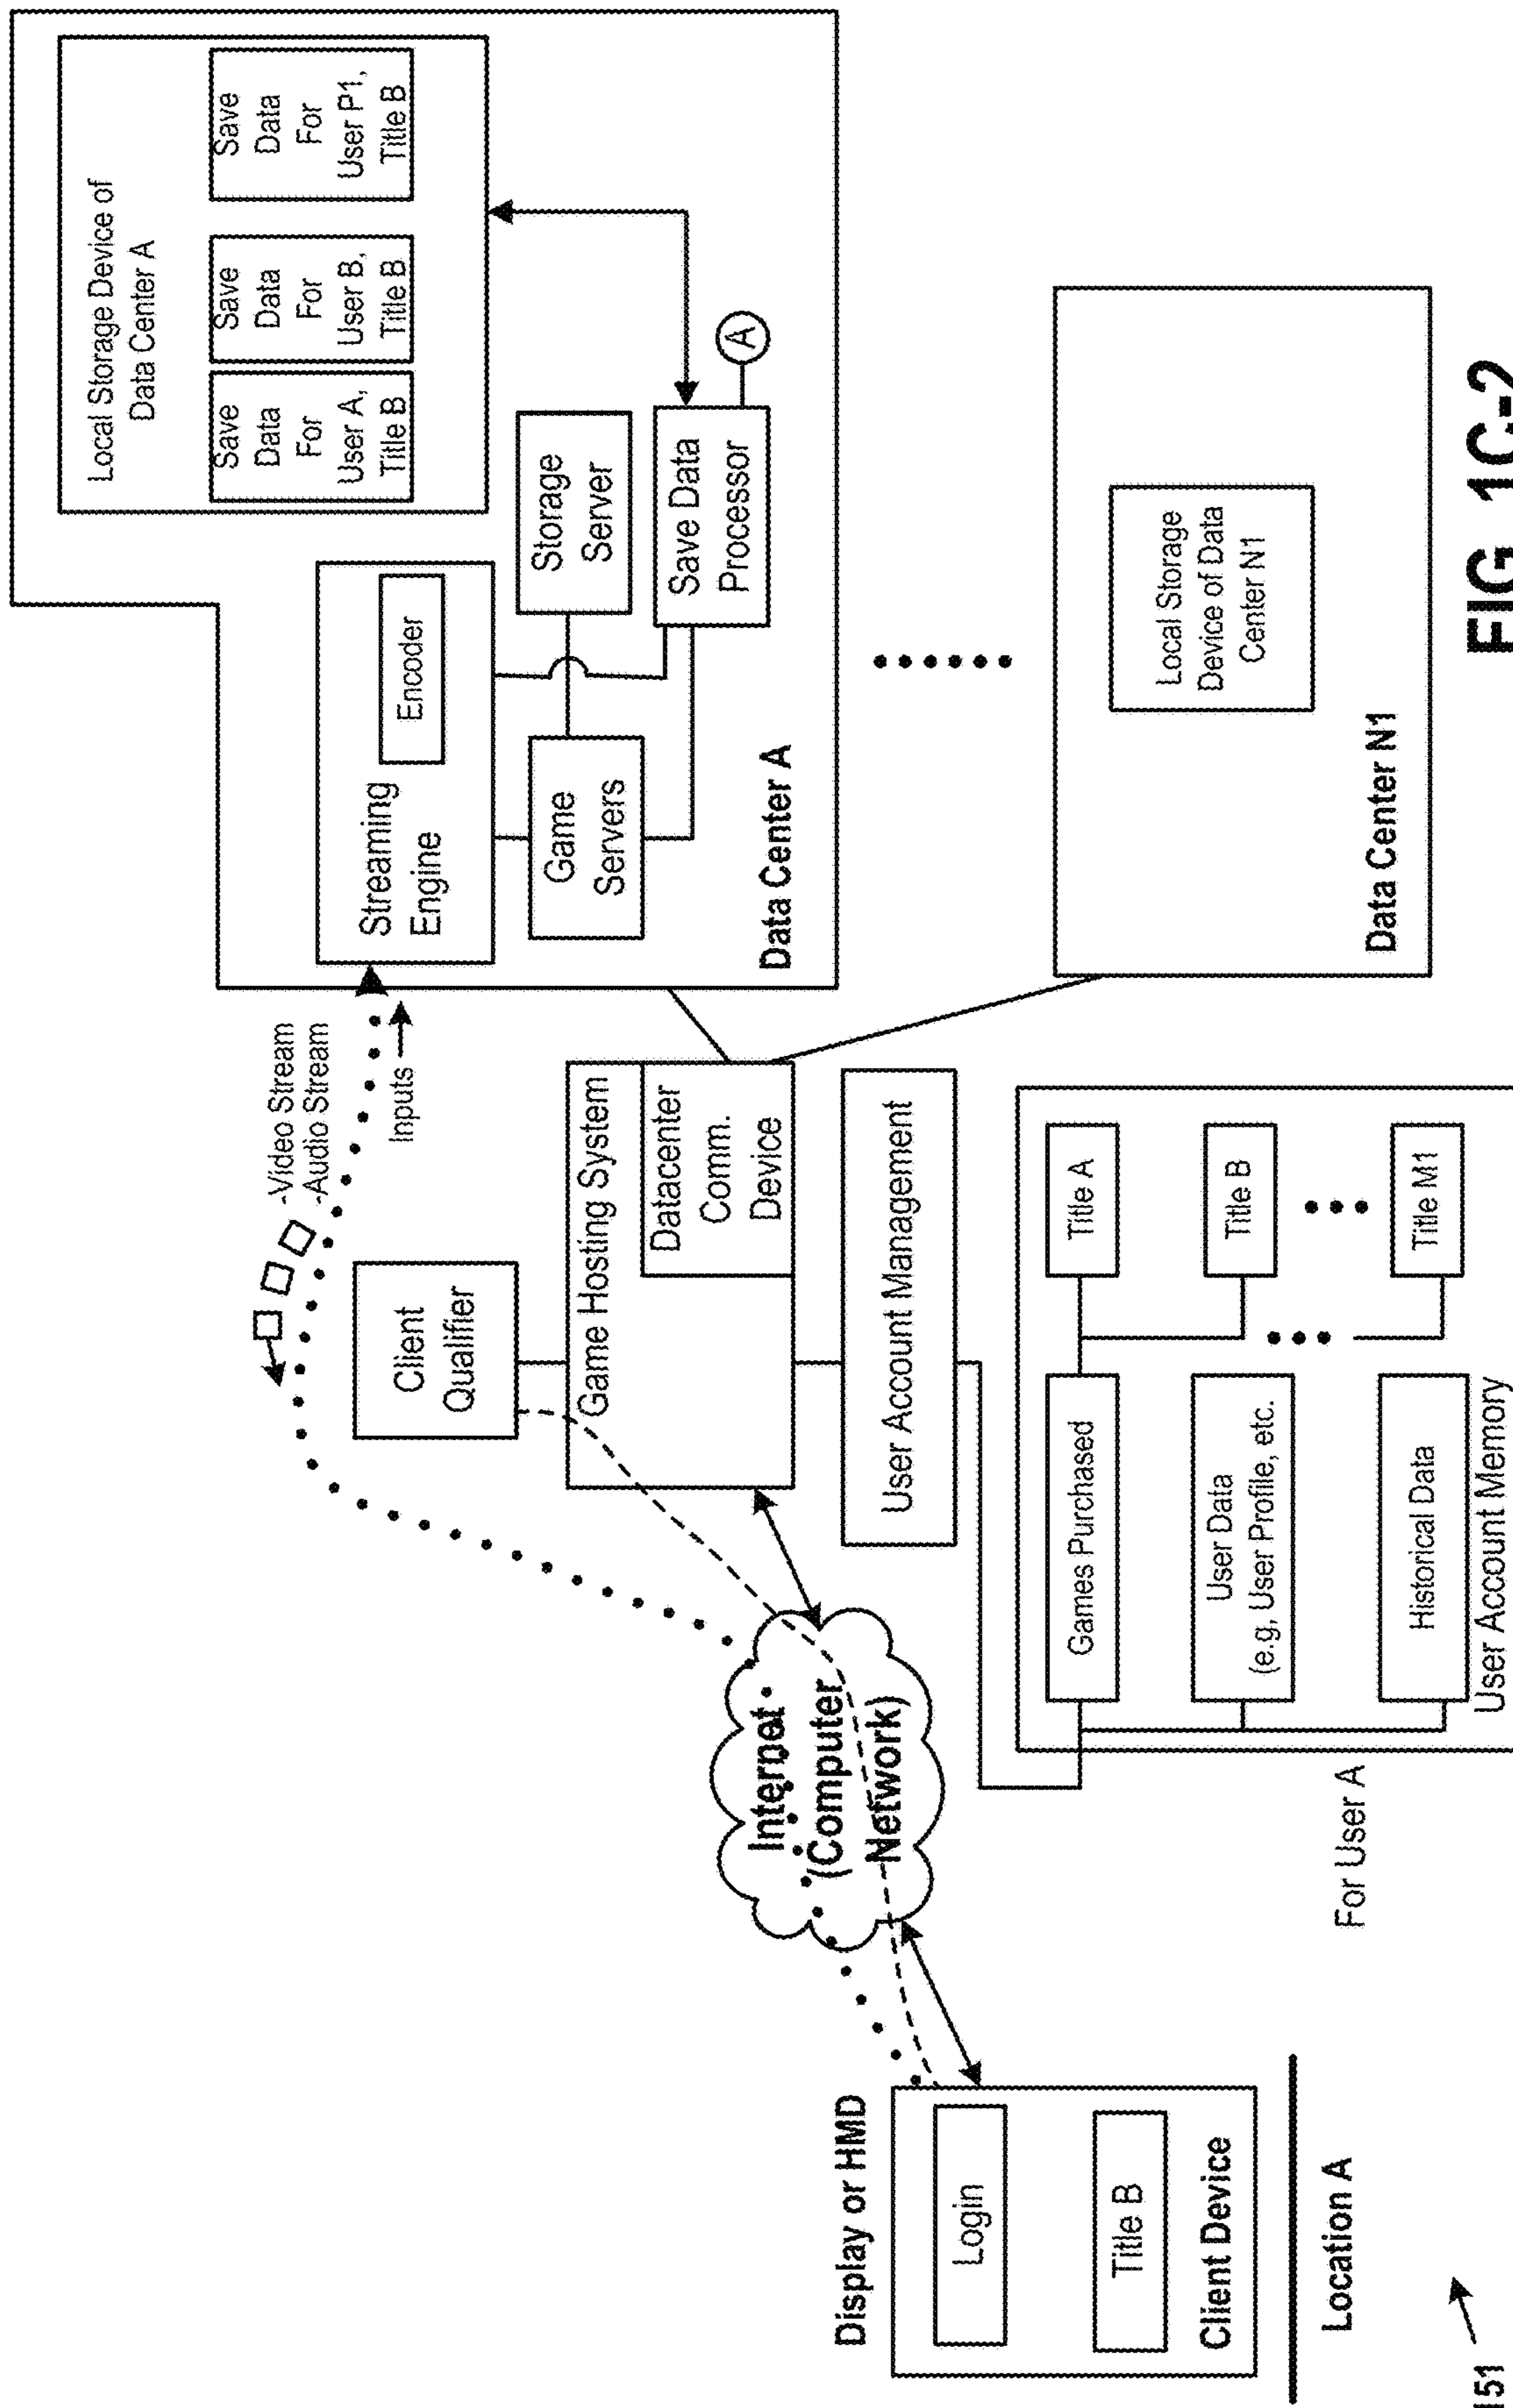 Display or HMD
Login
Title B
Client Device
Location A
151
Internet
(Computer
Network)
-Video Stream
-Audio Stream
Inputs
Client
Qualifier
Game Hosting System
Datacenter
Comm.
Device
User Account Management
For User A
Games Purchased
User Data
(e.g, User Profile, etc.
Historical Data
Title A
Title B
Title M1
User Account Memory
Streaming
Engine
Encoder
Game
Servers
Storage
Server
Save Data
Processor
A
Local Storage Device of
Data Center A
Save
Data
For
User A,
Title B
Save
Data
For
User B,
Title B
Save
Data
For
User P1,
Title B
Data Center A
Local Storage
Device of Data
Center N1
Data Center N1
FIG. 1C-2